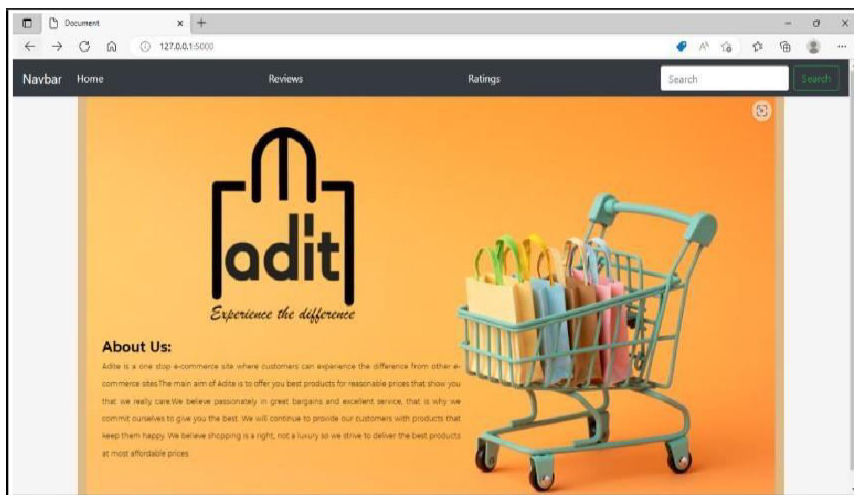 Document
127.0.0.1:5000
Navbar Home Reviews Ratings Search Search
adit
Experience the difference
About Us:
Adite is a one stop e-commerce site where customers can experience the difference from other e-
commerce sites.The main aim of Adite is to offer you best products for reasonable prices that show you
that we really care.We believe passionately in great bargains and excellent service, that is why we
commit ourselves to give you the best. We will continue to provide our customers with products that
keep them happy. We believe shopping is a right, not a luxury so we strive to deliver the best products
at most affordable prices.